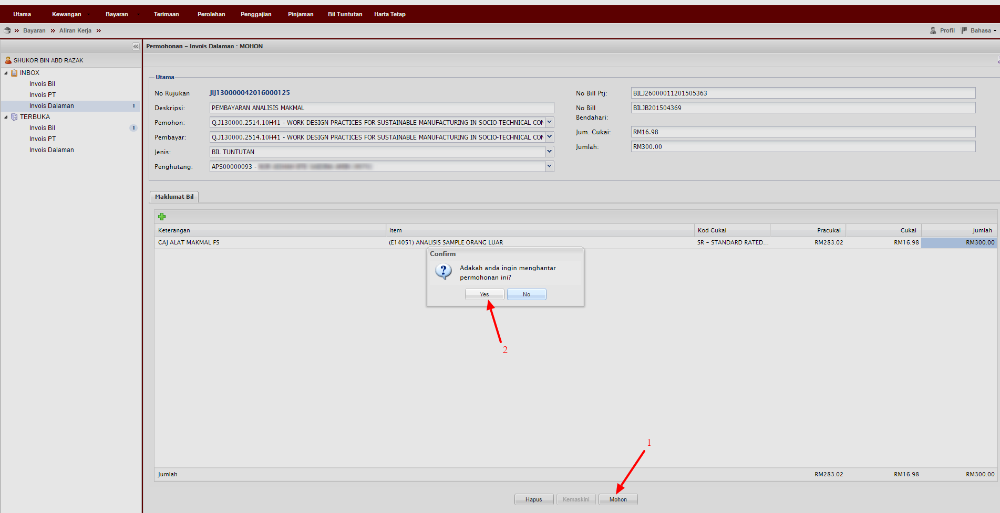 Utama Kewangan Bayaran Terimaan Perolehan Penggajian Pinjaman Bil Tuntutan Harta Tetap
Bayaran Aliran Kerja Profil Bahasa
Permohonan - Invois Dalaman : MOHON
SHUKOR BIN ABD RAZAK
INBOX
Invois Bil
Invois PT
Invois Dalaman 1
TERBUKA
Invois Bil 1
Invois PT
Invois Dalaman
Utama
No Rujukan JIJ130000042016000125
Deskripsi: PEMBAYARAN ANALISIS MAKMAL
Pemohon: Q.J130000.2514.10H41 - WORK DESIGN PRACTICES FOR SUSTAINABLE MANUFACTURING IN SOCIO-TECHNICAL CON
Pembayar: Q.J130000.2514.10H41 - WORK DESIGN PRACTICES FOR SUSTAINABLE MANUFACTURING IN SOCIO-TECHNICAL CON
Jenis: BIL TUNTUTAN
Penghutang: APS00000093 -
No Bill Ptj: BILJ26000011201505363
No Bill BILJB201504369
Bendahari:
Jum. Cukai: RM16.98
Jumlah: RM300.00
Maklumat Bil
Keterangan Item Kod Cukai Pracukai Cukai Jumlah
CAJ ALAT MAKMAL FS (E14051) ANALISIS SAMPLE ORANG LUAR SR - STANDARD RATED... RM283.02 RM16.98 RM300.00
Confirm
?
Adakah anda ingin menghantar
permohonan ini?
Yes No
2
1
Jumlah RM283.02 RM16.98 RM300.00
Hapus Kemaskini Mohon